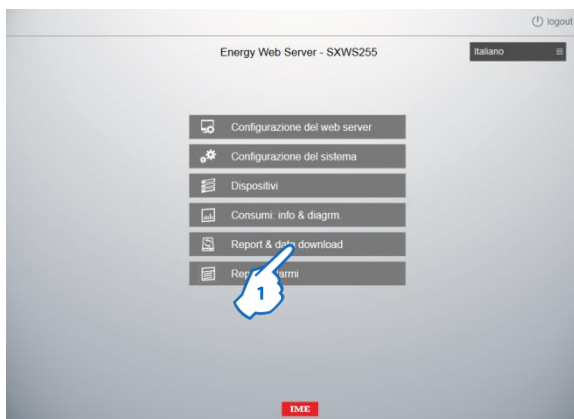 logout
Energy Web Server - SXWS255
Italiano
Configurazione del web server
Configurazione del sistema
Dispositivi
Consumi: info & diagrm.
Report & data download
1
IME